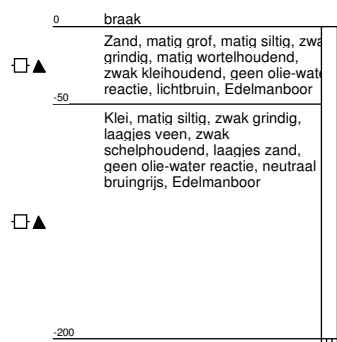 0 braak
Zand, matig grof, matig siltig, zwa
grindig, matig wortelhoudend,
zwak kleihoudend, geen olie-wate
reactie, lichtbruin, Edelmanboor
-50
Klei, matig siltig, zwak grindig,
laagjes veen, zwak
schelphoudend, laagjes zand,
geen olie-water reactie, neutraal
bruingrijs, Edelmanboor
-200